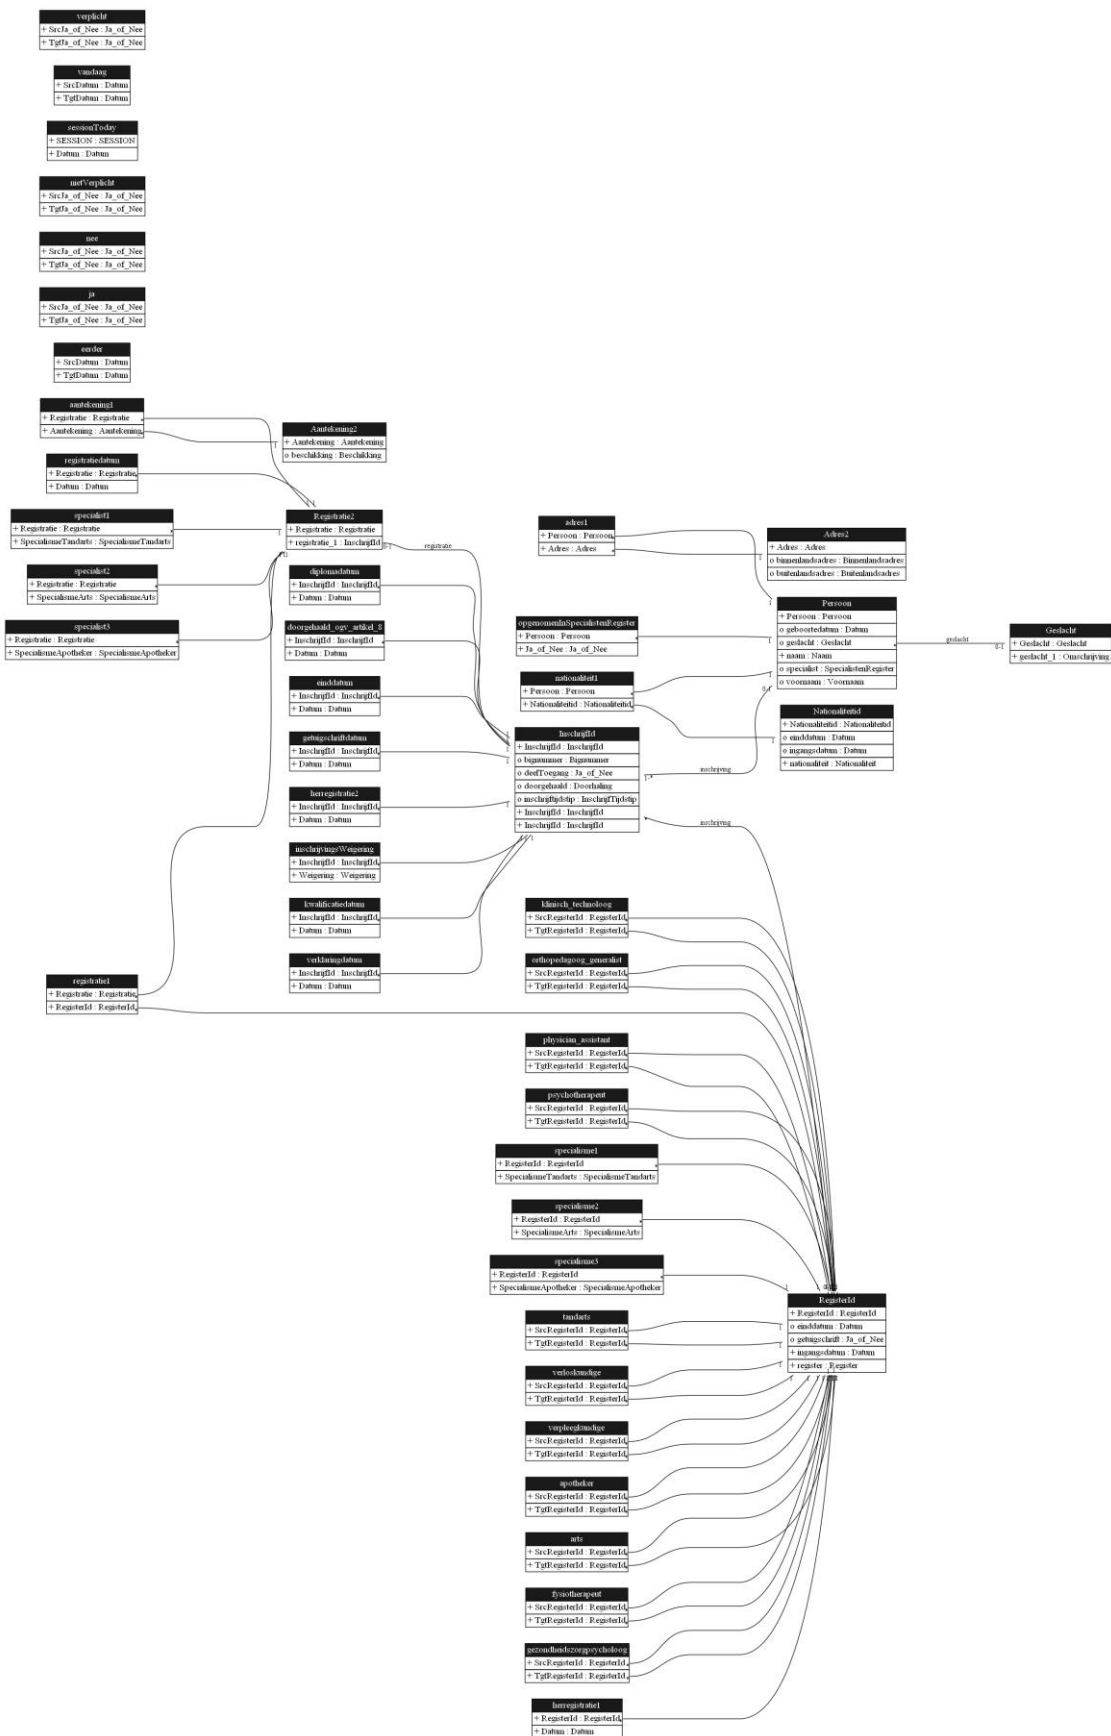 verplicht
+ SrcJa_of_Nee : Ja_of_Nee
+ TgtJa_of_Nee : Ja_of_Nee
vandaag
+ SrcDatum : Datum
+ TgtDatum : Datum
sessionToday
+ SESSION : SESSION
+ Datum : Datum
nietVerplicht
+ SrcJa_of_Nee : Ja_of_Nee
+ TgtJa_of_Nee : Ja_of_Nee
nee
+ SrcJa_of_Nee : Ja_of_Nee
+ TgtJa_of_Nee : Ja_of_Nee
ja
+ SrcJa_of_Nee : Ja_of_Nee
+ TgtJa_of_Nee : Ja_of_Nee
eerder
+ SrcDatum : Datum
+ TgtDatum : Datum
aantekening1
+ Registratie : Registratie
+ Aantekening : Aantekening
Aantekening2
+ Aantekening : Aantekening
o beschikking : Beschikking
registratiedatum
+ Registratie : Registratie
+ Datum : Datum
specialist1
+ Registratie : Registratie
+ SpecialismeTandarts : SpecialismeTandarts
Registratie2
+ Registratie : Registratie
+ registratie_1 : InschrijfId
registratie
specialist2
+ Registratie : Registratie
+ SpecialismeArts : SpecialismeArts
specialist3
+ Registratie : Registratie
+ SpecialismeApotheker : SpecialismeApotheker
diplomadatum
+ InschrijfId : InschrijfId
+ Datum : Datum
doorgehaald_ogv_artikel_8
+ InschrijfId : InschrijfId
+ Datum : Datum
einddatum
+ InschrijfId : InschrijfId
+ Datum : Datum
getuigschriftdatum
+ InschrijfId : InschrijfId
+ Datum : Datum
herregistratie2
+ InschrijfId : InschrijfId
+ Datum : Datum
inschrijvingsWeigering
+ InschrijfId : InschrijfId
+ Weigering : Weigering
kwalificatiedatum
+ InschrijfId : InschrijfId
+ Datum : Datum
verklaringdatum
+ InschrijfId : InschrijfId
+ Datum : Datum
registratie1
+ Registratie : Registratie
+ RegisterId : RegisterId
adres1
+ Persoon : Persoon
+ Adres : Adres
Adres2
+ Adres : Adres
o binnenlandsadres : Binnenlandsadres
o buitenlandsadres : Buitenlandsadres
opgenomenInSpecialistenRegister
+ Persoon : Persoon
+ Ja_of_Nee : Ja_of_Nee
Persoon
+ Persoon : Persoon
o geboortedatum : Datum
o geslacht : Geslacht
+ naam : Naam
o specialist : SpecialistenRegister
o voornaam : Voornaam
geslacht
0-1
Geslacht
+ Geslacht : Geslacht
+ geslacht_1 : Omschrijving
nationaliteit1
+ Persoon : Persoon
+ Nationaliteitid : Nationaliteitid
Nationaliteitid
+ Nationaliteitid : Nationaliteitid
o einddatum : Datum
o ingangsdatum : Datum
+ nationaliteit : Nationaliteit
InschrijfId
+ InschrijfId : InschrijfId
o bignummer : Bignummer
o deelToegang : Ja_of_Nee
o doorgehaald : Doorhaling
o inschrijftijdstip : InschrijfTijdstip
+ InschrijfId : InschrijfId
+ InschrijfId : InschrijfId
0-1
inschrijving
1-*
inschrijving
klinisch_technoloog
+ SrcRegisterId : RegisterId
+ TgtRegisterId : RegisterId
orthopedagoog_generalist
+ SrcRegisterId : RegisterId
+ TgtRegisterId : RegisterId
physician_assistant
+ SrcRegisterId : RegisterId
+ TgtRegisterId : RegisterId
psychotherapeut
+ SrcRegisterId : RegisterId
+ TgtRegisterId : RegisterId
specialisme1
+ RegisterId : RegisterId
+ SpecialismeTandarts : SpecialismeTandarts
specialisme2
+ RegisterId : RegisterId
+ SpecialismeArts : SpecialismeArts
specialisme3
+ RegisterId : RegisterId
+ SpecialismeApotheker : SpecialismeApotheker
RegisterId
+ RegisterId : RegisterId
o einddatum : Datum
o getuigschrift : Ja_of_Nee
+ ingangsdatum : Datum
+ register : Register
tandarts
+ SrcRegisterId : RegisterId
+ TgtRegisterId : RegisterId
verloskundige
+ SrcRegisterId : RegisterId
+ TgtRegisterId : RegisterId
verpleegkundige
+ SrcRegisterId : RegisterId
+ TgtRegisterId : RegisterId
apotheker
+ SrcRegisterId : RegisterId
+ TgtRegisterId : RegisterId
arts
+ SrcRegisterId : RegisterId
+ TgtRegisterId : RegisterId
fysiotherapeut
+ SrcRegisterId : RegisterId
+ TgtRegisterId : RegisterId
gezondheidszorgpsycholoog
+ SrcRegisterId : RegisterId
+ TgtRegisterId : RegisterId
herregistratie1
+ RegisterId : RegisterId
+ Datum : Datum